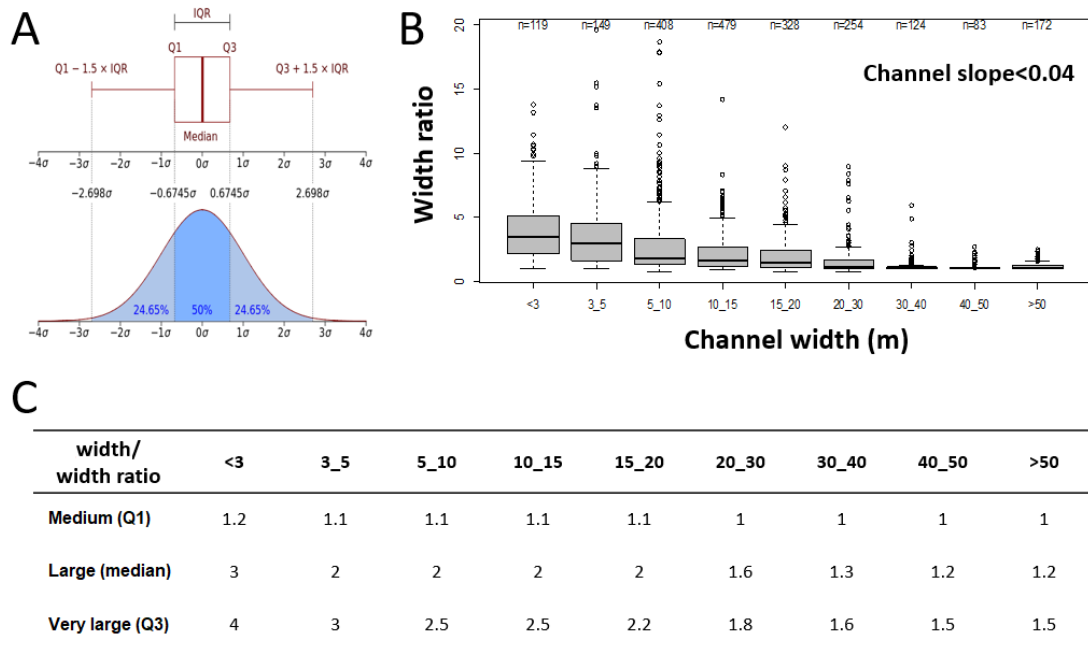 A
IQR
Q1 Q3
Q1 − 1.5 × IQR Q3 + 1.5 × IQR
Median
−4σ −3σ −2σ −1σ 0σ 1σ 2σ 3σ 4σ
−2.698σ −0.6745σ 0.6745σ 2.698σ
24.65% 50% 24.65%
−4σ −3σ −2σ −1σ 0σ 1σ 2σ 3σ 4σ
B
n=119 n=149 n=408 n=479 n=328 n=254 n=124 n=83 n=172
Channel slope<0.04
Width ratio
20
15
10
5
0
<3 3_5 5_10 10_15 15_20 20_30 30_40 40_50 >50
Channel width (m)
C
width/
width ratio <3 3_5 5_10 10_15 15_20 20_30 30_40 40_50 >50
Medium (Q1) 1.2 1.1 1.1 1.1 1.1 1 1 1 1
Large (median) 3 2 2 2 2 1.6 1.3 1.2 1.2
Very large (Q3) 4 3 2.5 2.5 2.2 1.8 1.6 1.5 1.5